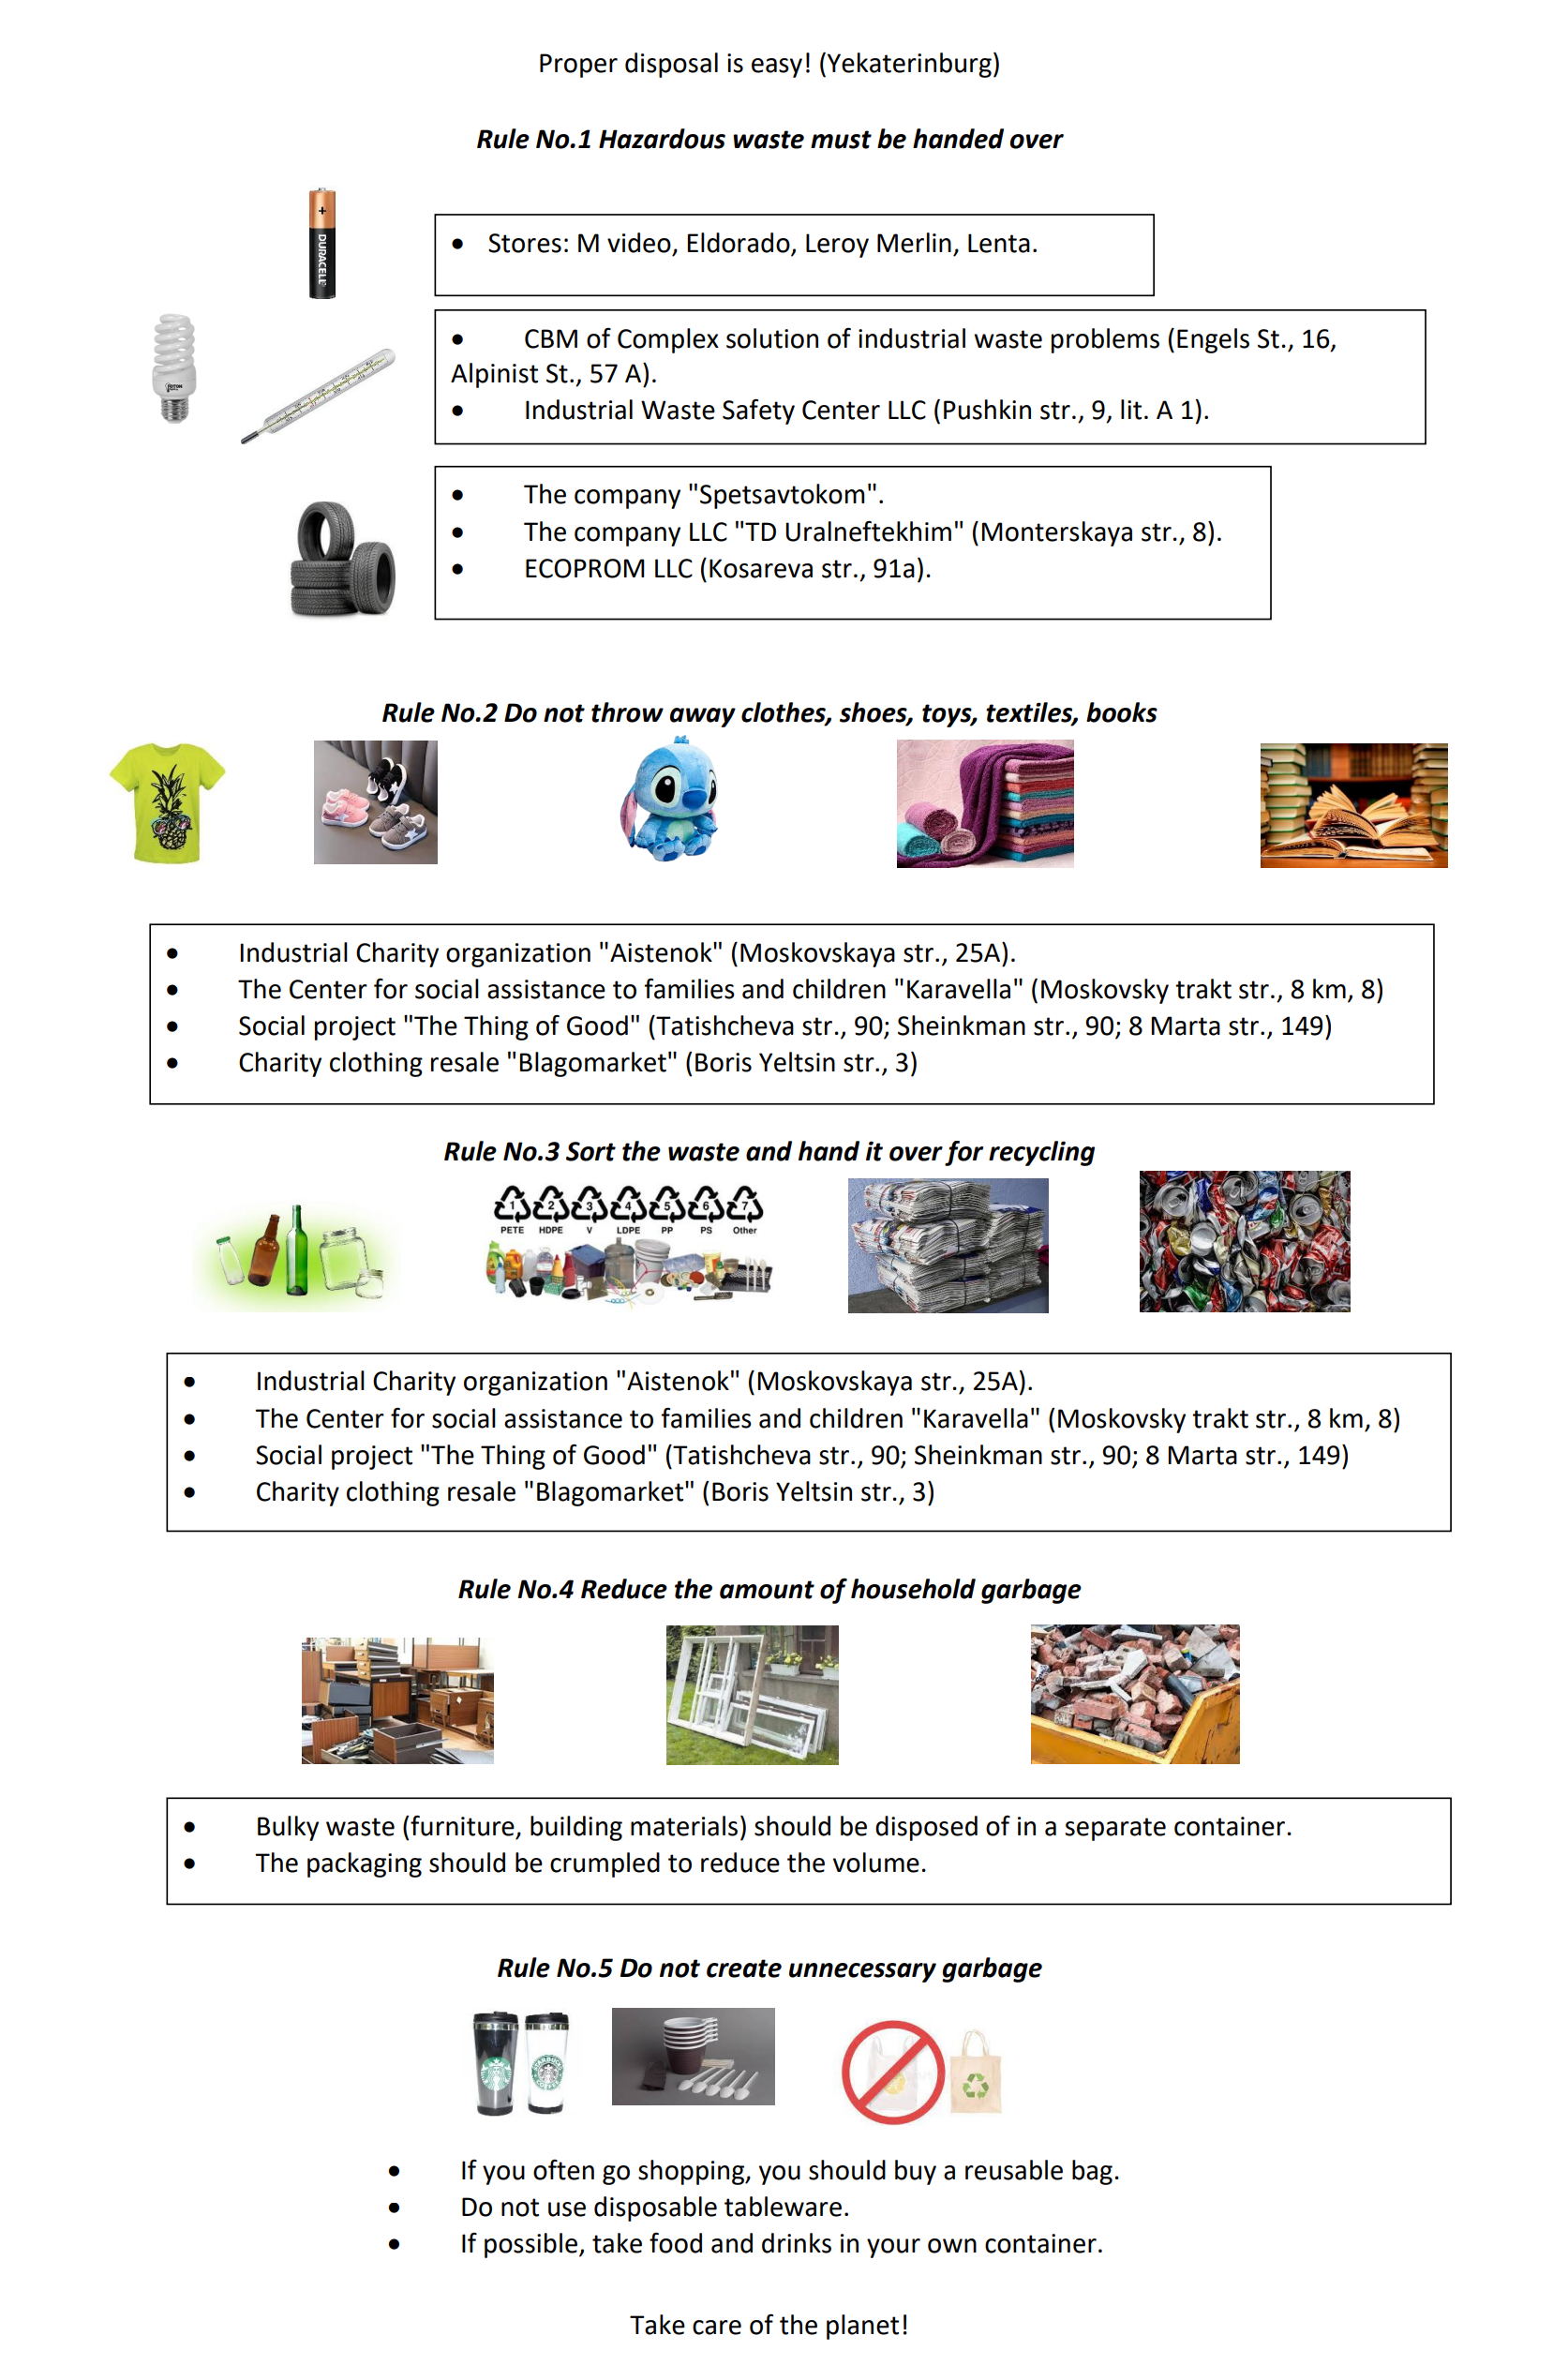 Proper disposal is easy! (Yekaterinburg)
Rule No.1 Hazardous waste must be handed over
DURACELL
• Stores: M video, Eldorado, Leroy Merlin, Lenta.
• CBM of Complex solution of industrial waste problems (Engels St., 16,
Alpinist St., 57 A).
• Industrial Waste Safety Center LLC (Pushkin str., 9, lit. A 1).
• The company "Spetsavtokom".
• The company LLC "TD Uralneftekhim" (Monterskaya str., 8).
• ECOPROM LLC (Kosareva str., 91a).
Rule No.2 Do not throw away clothes, shoes, toys, textiles, books
• Industrial Charity organization "Aistenok" (Moskovskaya str., 25A).
• The Center for social assistance to families and children "Karavella" (Moskovsky trakt str., 8 km, 8)
• Social project "The Thing of Good" (Tatishcheva str., 90; Sheinkman str., 90; 8 Marta str., 149)
• Charity clothing resale "Blagomarket" (Boris Yeltsin str., 3)
Rule No.3 Sort the waste and hand it over for recycling
1 2 3 4 5 6 7
PETE HDPE V LDPE PP PS Other
• Industrial Charity organization "Aistenok" (Moskovskaya str., 25A).
• The Center for social assistance to families and children "Karavella" (Moskovsky trakt str., 8 km, 8)
• Social project "The Thing of Good" (Tatishcheva str., 90; Sheinkman str., 90; 8 Marta str., 149)
• Charity clothing resale "Blagomarket" (Boris Yeltsin str., 3)
Rule No.4 Reduce the amount of household garbage
• Bulky waste (furniture, building materials) should be disposed of in a separate container.
• The packaging should be crumpled to reduce the volume.
Rule No.5 Do not create unnecessary garbage
• If you often go shopping, you should buy a reusable bag.
• Do not use disposable tableware.
• If possible, take food and drinks in your own container.
Take care of the planet!